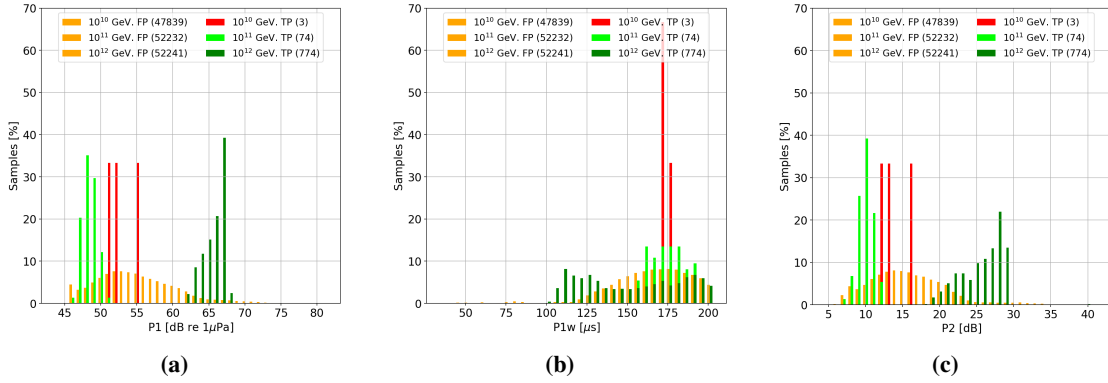 70
60
50
40
30
20
10
0
Samples [%]
10¹⁰ GeV. FP (47839)
10¹¹ GeV. FP (52232)
10¹² GeV. FP (52241)
10¹⁰ GeV. TP (3)
10¹¹ GeV. TP (74)
10¹² GeV. TP (774)
45 50 55 60 65 70 75 80
P1 [dB re 1μPa]
(a)
70
60
50
40
30
20
10
0
Samples [%]
10¹⁰ GeV. FP (47839)
10¹¹ GeV. FP (52232)
10¹² GeV. FP (52241)
10¹⁰ GeV. TP (3)
10¹¹ GeV. TP (74)
10¹² GeV. TP (774)
50 75 100 125 150 175 200
P1w [μs]
(b)
70
60
50
40
30
20
10
0
Samples [%]
10¹⁰ GeV. FP (47839)
10¹¹ GeV. FP (52232)
10¹² GeV. FP (52241)
10¹⁰ GeV. TP (3)
10¹¹ GeV. TP (74)
10¹² GeV. TP (774)
5 10 15 20 25 30 35 40
P2 [dB]
(c)